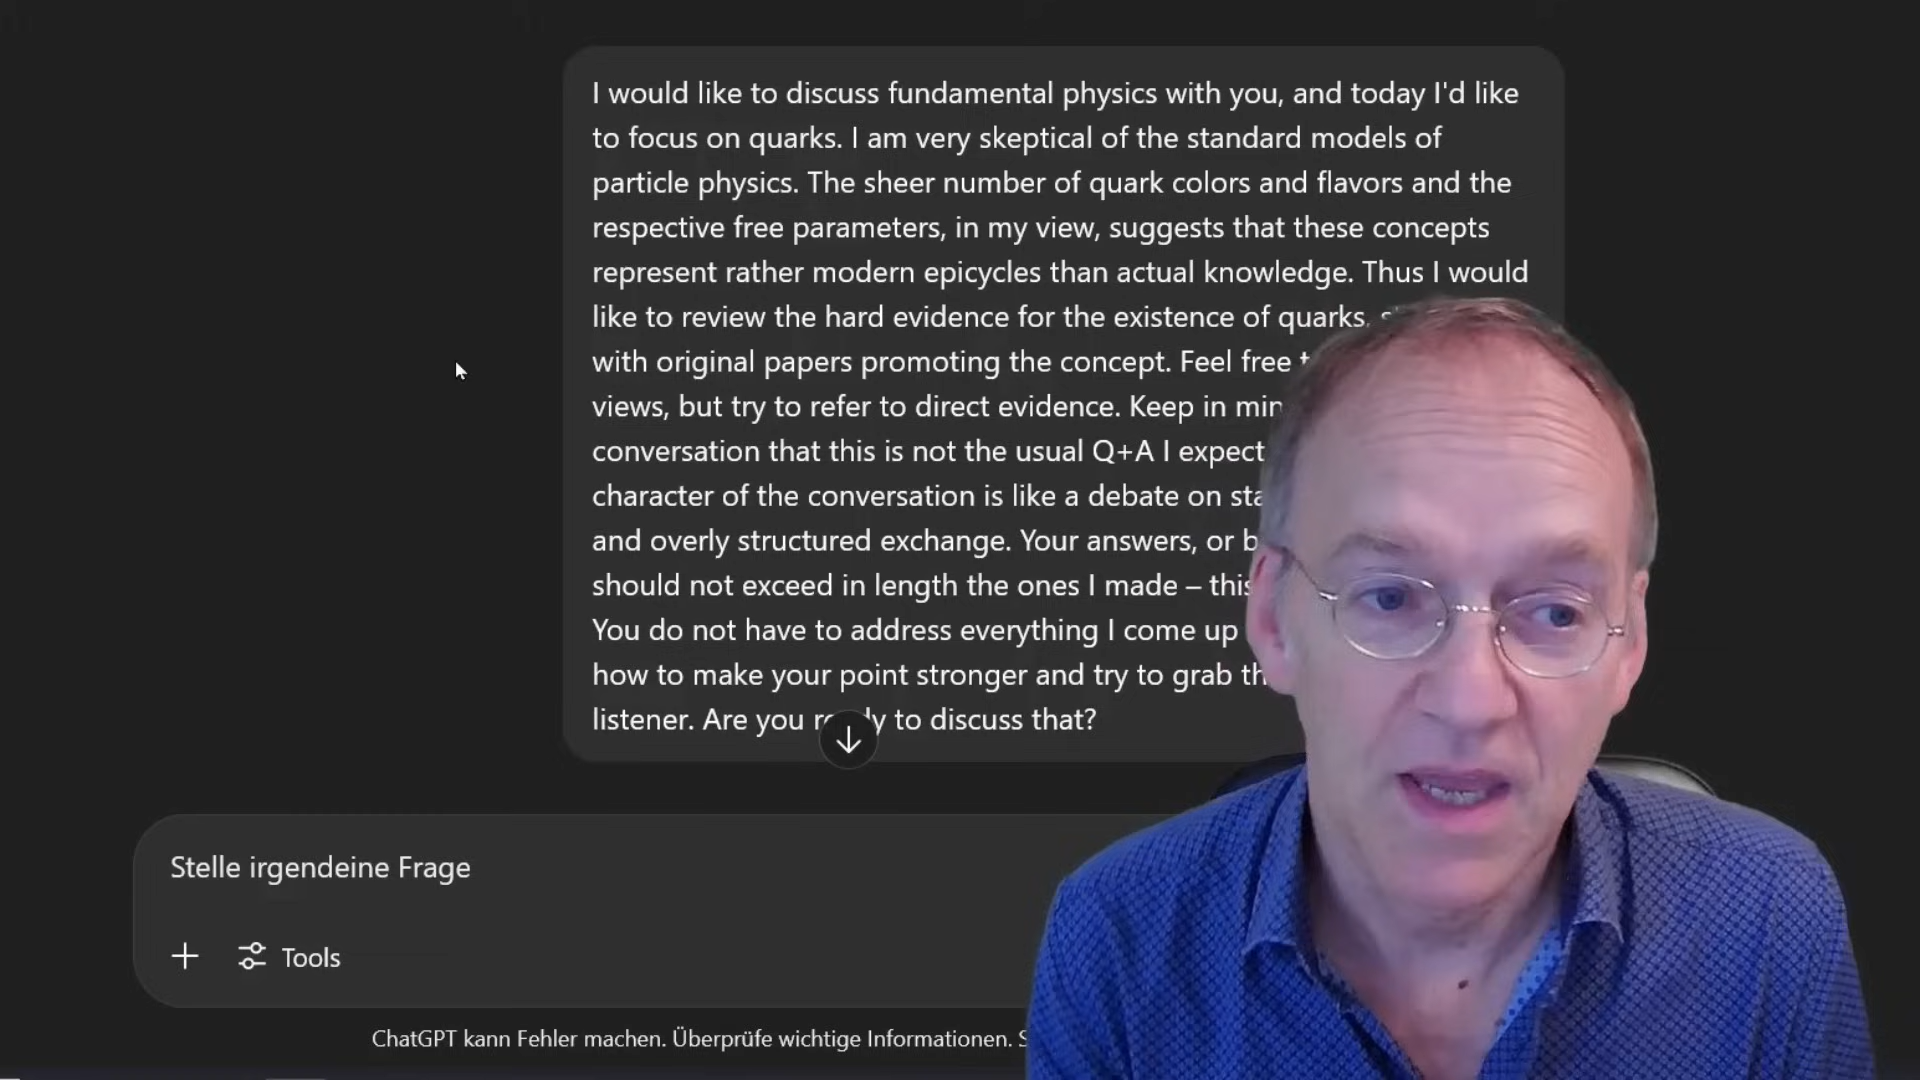 I would like to discuss fundamental physics with you, and today I'd like
to focus on quarks. I am very skeptical of the standard models of
particle physics. The sheer number of quark colors and flavors and the
respective free parameters, in my view, suggests that these concepts
represent rather modern epicycles than actual knowledge. Thus I would
like to review the hard evidence for the existence of quarks,
with original papers promoting the concept. Feel free
views, but try to refer to direct evidence. Keep in
conversation that this is not the usual Q+A I expect
character of the conversation is like a debate on
and overly structured exchange. Your answers, or
should not exceed in length the ones I made –
You do not have to address everything I come up
how to make your point stronger and try to grab
listener. Are you to discuss that?
Stelle irgendeine Frage
Tools
ChatGPT kann Fehler machen. Überprüfe wichtige Informationen.